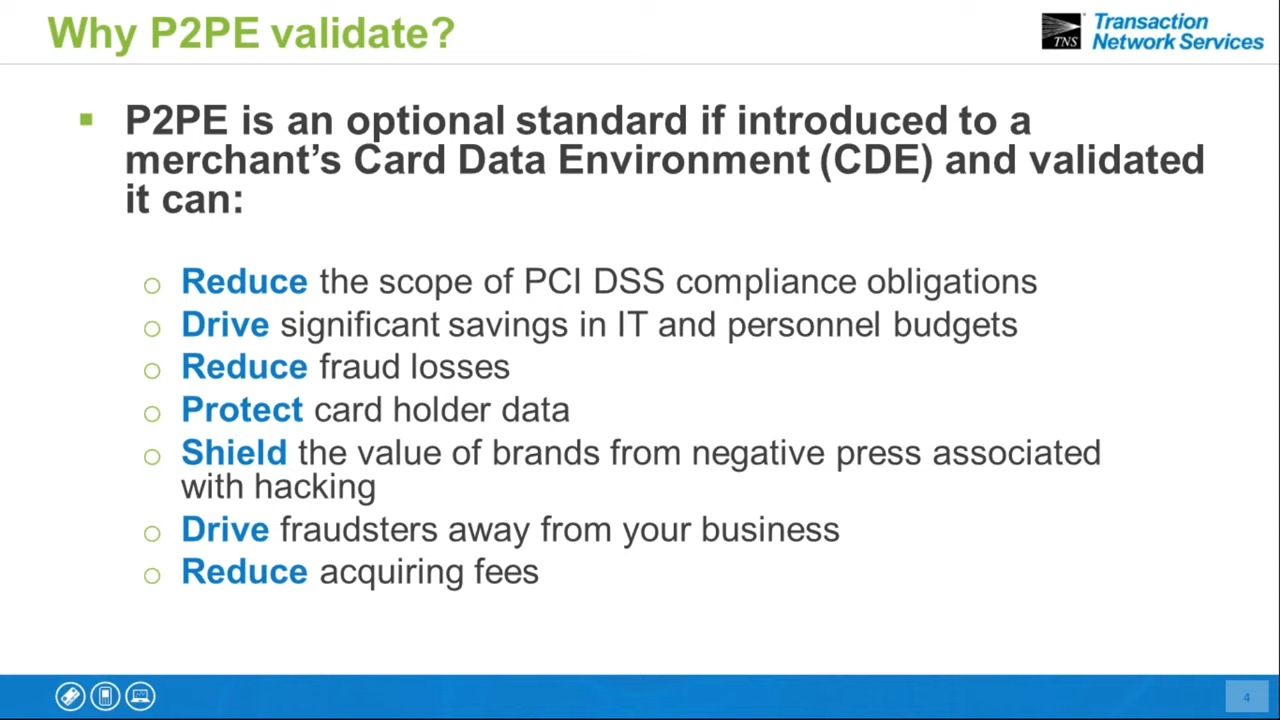 Why P2PE validate?
TNS
Transaction
Network Services
P2PE is an optional standard if introduced to a
merchant’s Card Data Environment (CDE) and validated
it can:
Reduce the scope of PCI DSS compliance obligations
Drive significant savings in IT and personnel budgets
Reduce fraud losses
Protect card holder data
Shield the value of brands from negative press associated
with hacking
Drive fraudsters away from your business
Reduce acquiring fees
4